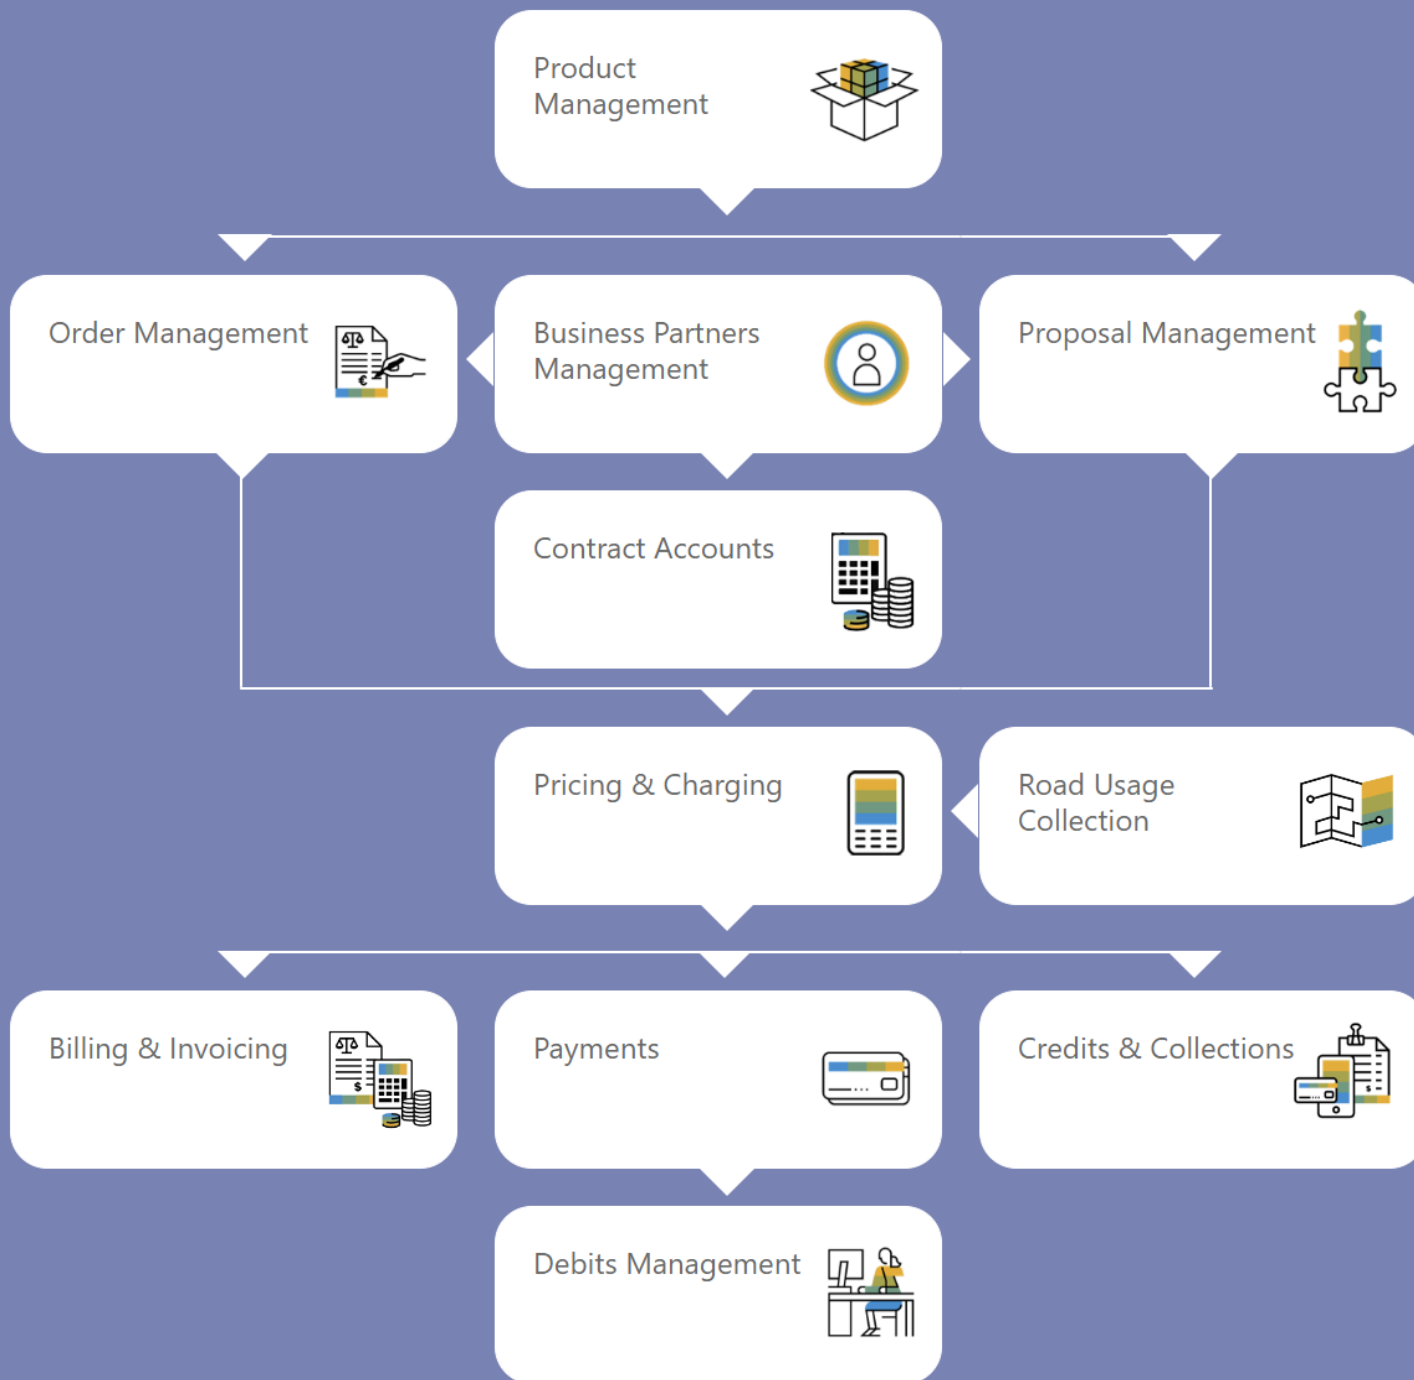 Product
Management
Order Management
Business Partners
Management
Proposal Management
Contract Accounts
Pricing & Charging
Road Usage
Collection
Billing & Invoicing
Payments
Credits & Collections
Debits Management
€
$
$